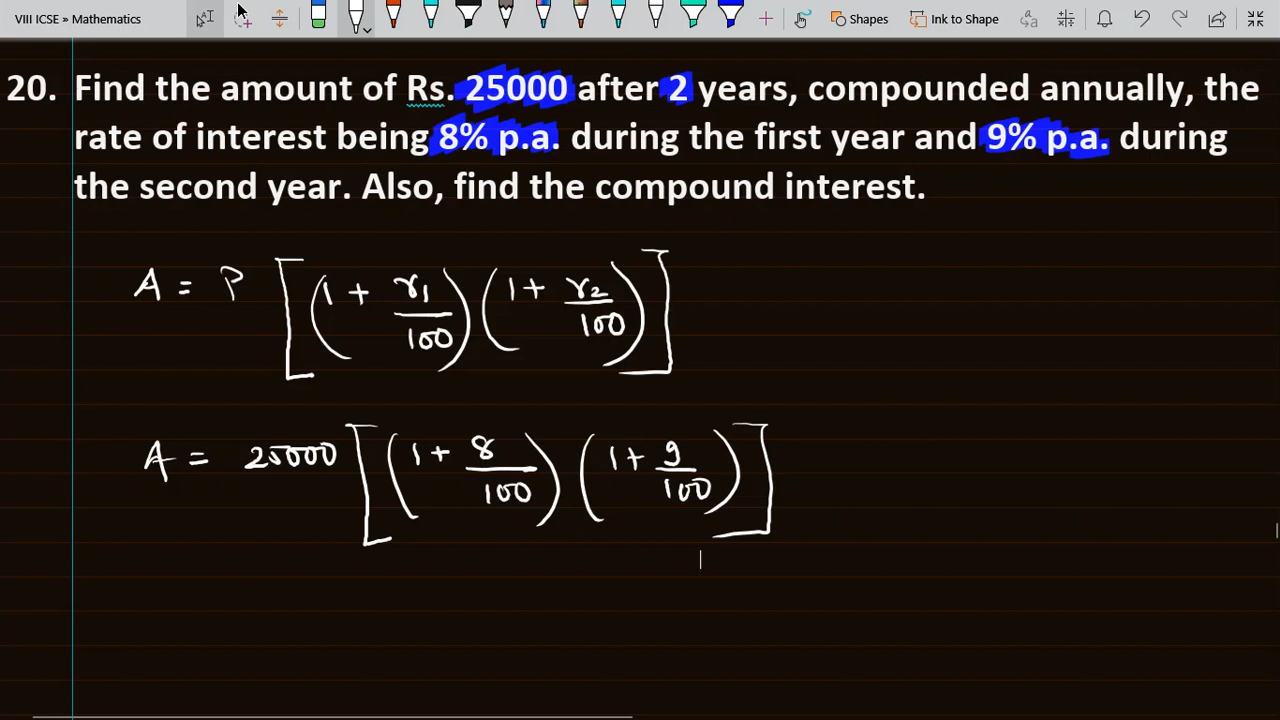 VIII ICSE » Mathematics
Shapes
Ink to Shape
20. Find the amount of Rs. 25000 after 2 years, compounded annually, the
rate of interest being 8% p.a. during the first year and 9% p.a. during
the second year. Also, find the compound interest.
A = P [(1 + r₁/100)(1 + r₂/100)]
A = 25000 [(1 + 8/100)(1 + 9/100)]